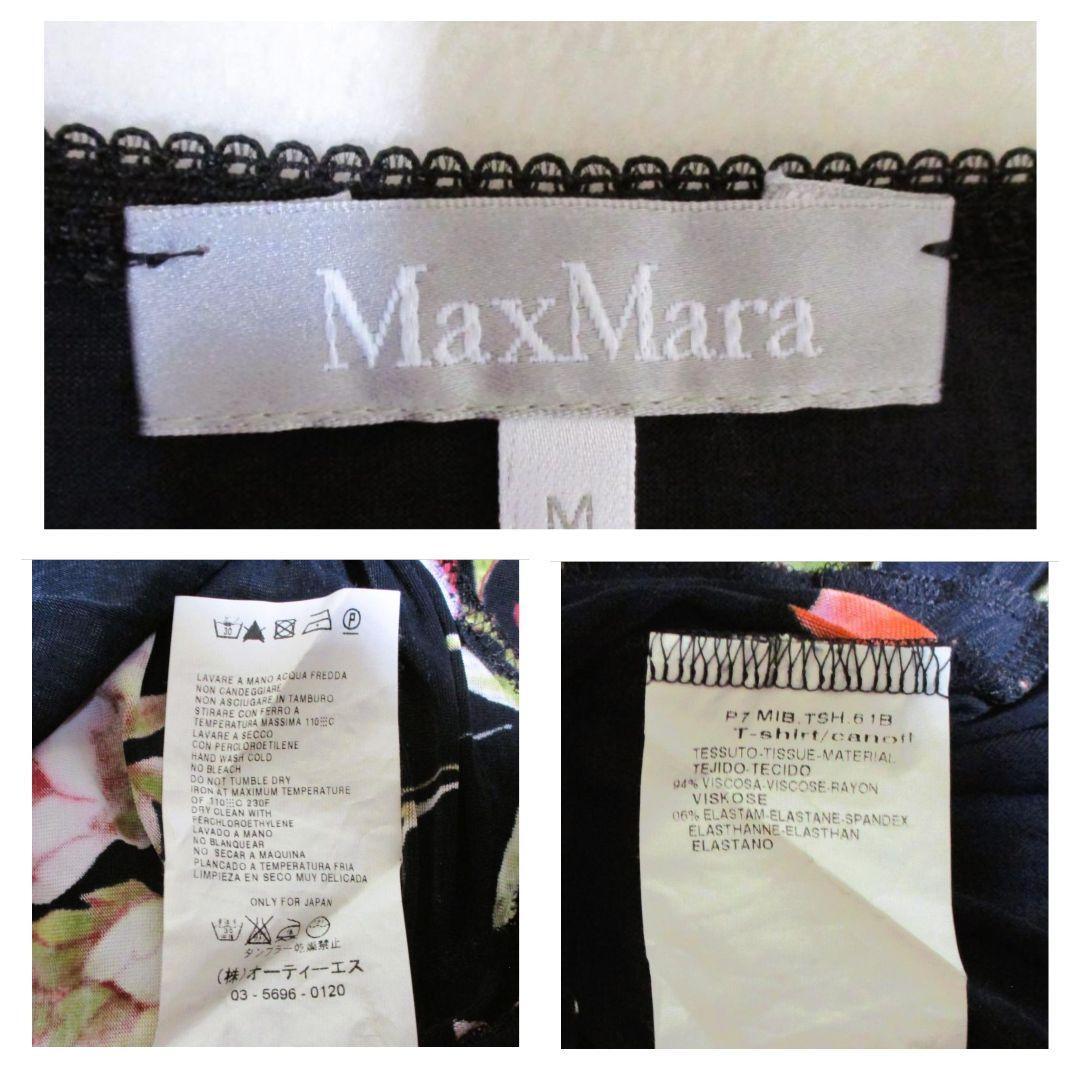 MaxMara
M
30
P
LAVARE A MANO ACQUA FREDDA
NON CANDEGGIARE
NON ASCIUGARE IN TAMBURO
STIRARE CON FERRO A
TEMPERATURA MASSIMA 110 C
LAVARE A SECCO
CON PERCLOROETILENE
HAND WASH COLD
NO BLEACH
DO NOT TUMBLE DRY
IRON AT MAXIMUM TEMPERATURE
OF 110 C 230F
DRY CLEAN WITH
PERCHLOROETHYLENE
LAVADO A MANO
NO BLANQUEAR
NO SECAR A MAQUINA
PLANCADO A TEMPERATURA FRIA
LIMPIEZA EN SECO MUY DELICADA
ONLY FOR JAPAN
30
タンブラー乾燥禁止
(株)オーティーエス
03 - 5696 - 0120
P7 MIB.TSH.61B
T-shirt/canott
TESSUTO-TISSUE-MATERIAL
TEJIDO-TECIDO
94% VISCOSA-VISCOSE-RAYON
VISKOSE
06% ELASTAM-ELASTANE-SPANDEX
ELASTHANNE-ELASTHAN
ELASTANO